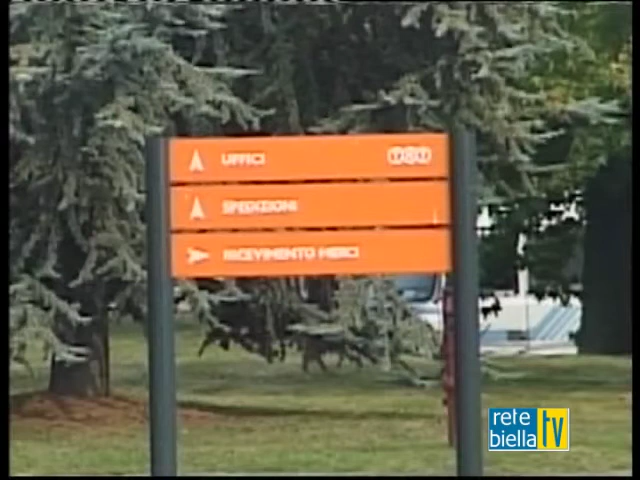 UFFICI
SPEDIZIONI
RICEVIMENTO MERCI
rete
biella tv